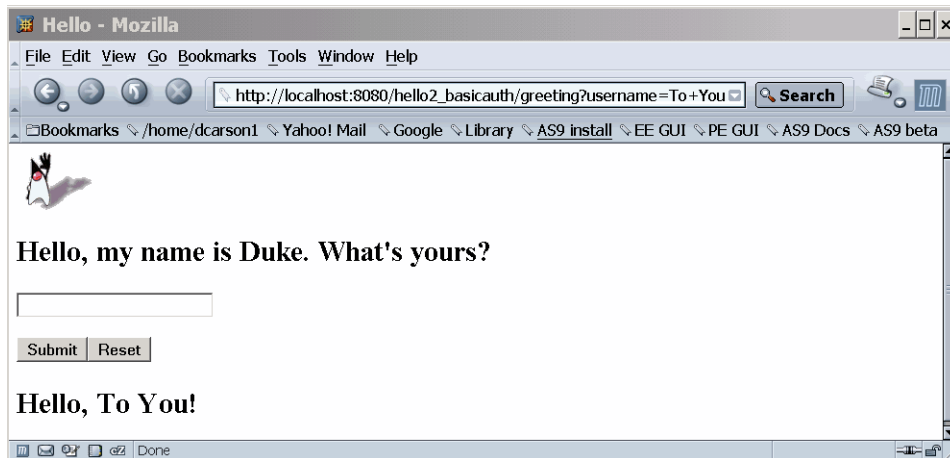 Hello - Mozilla
File Edit View Go Bookmarks Tools Window Help
http://localhost:8080/hello2_basicauth/greeting?username=To+You Search
Bookmarks /home/dcarson1 Yahoo! Mail Google Library AS9 install EE GUI PE GUI AS9 Docs AS9 beta
Hello, my name is Duke. What's yours?
Submit Reset
Hello, To You!
Done